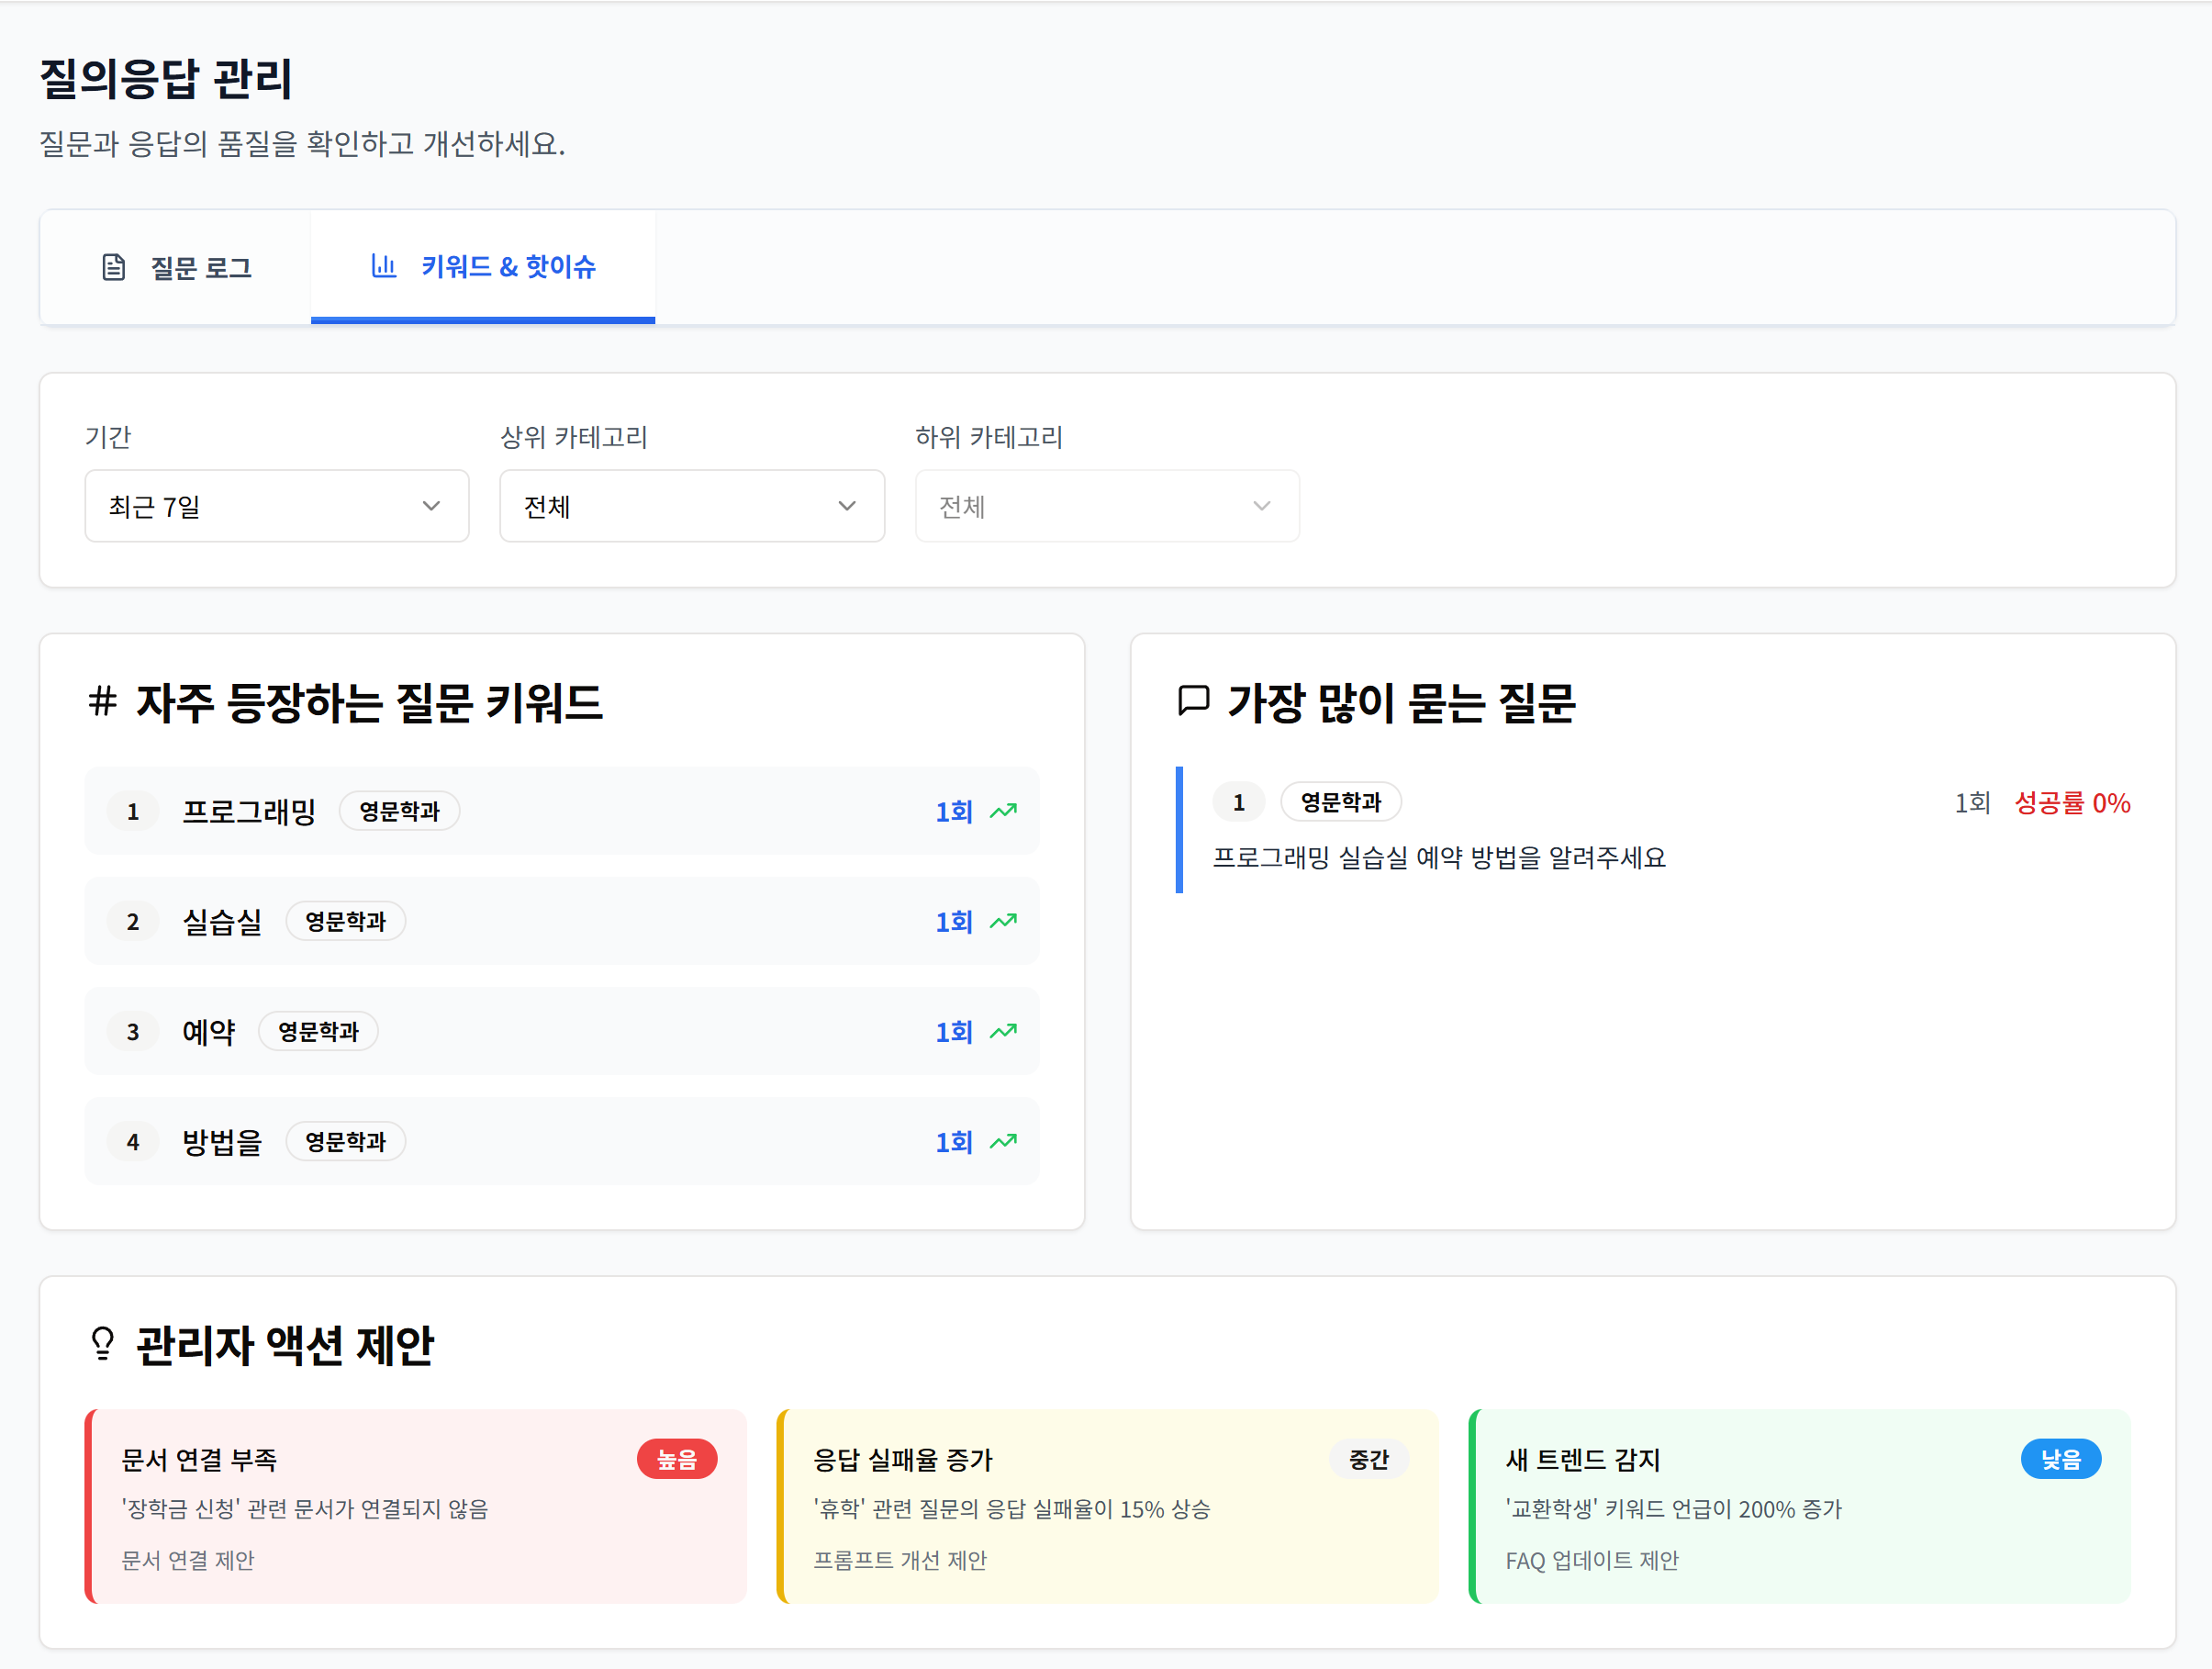 질의응답 관리
질문과 응답의 품질을 확인하고 개선하세요.
질문 로그
키워드 & 핫이슈
기간
상위 카테고리
하위 카테고리
최근 7일
전체
전체
자주 등장하는 질문 키워드
1 프로그래밍 영문학과 1회
2 실습실 영문학과 1회
3 예약 영문학과 1회
4 방법을 영문학과 1회
가장 많이 묻는 질문
1 영문학과 1회 성공률 0%
프로그래밍 실습실 예약 방법을 알려주세요
관리자 액션 제안
문서 연결 부족 높음
'장학금 신청' 관련 문서가 연결되지 않음
문서 연결 제안
응답 실패율 증가 중간
'휴학' 관련 질문의 응답 실패율이 15% 상승
프롬프트 개선 제안
새 트렌드 감지 낮음
'교환학생' 키워드 언급이 200% 증가
FAQ 업데이트 제안